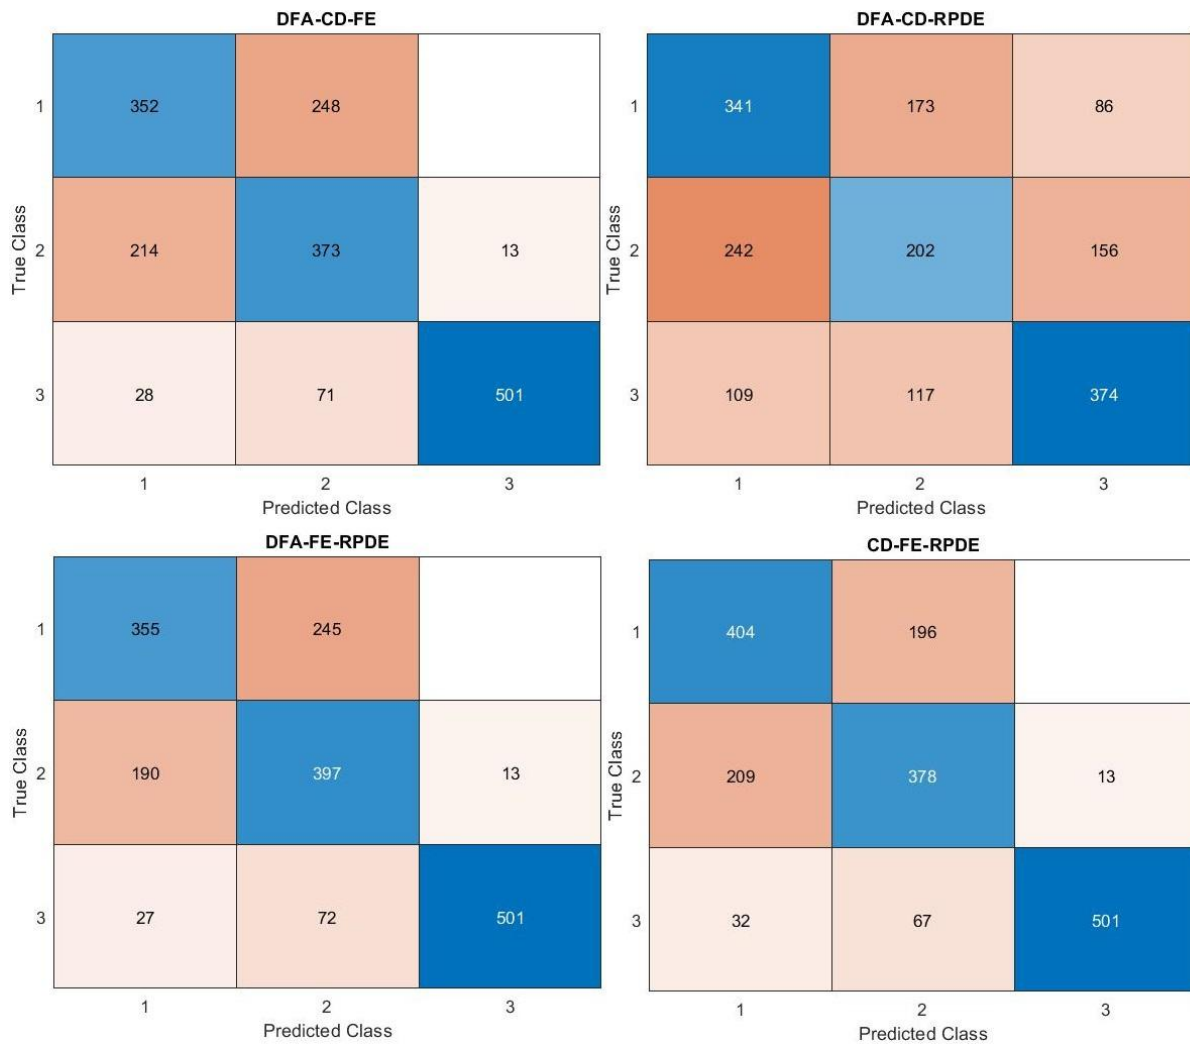 DFA-CD-FE
True Class
1
352 248
2
214 373 13
3
28 71 501
1 2 3
Predicted Class
DFA-CD-RPDE
True Class
1
341 173 86
2
242 202 156
3
109 117 374
1 2 3
Predicted Class
DFA-FE-RPDE
True Class
1
355 245
2
190 397 13
3
27 72 501
1 2 3
Predicted Class
CD-FE-RPDE
True Class
1
404 196
2
209 378 13
3
32 67 501
1 2 3
Predicted Class